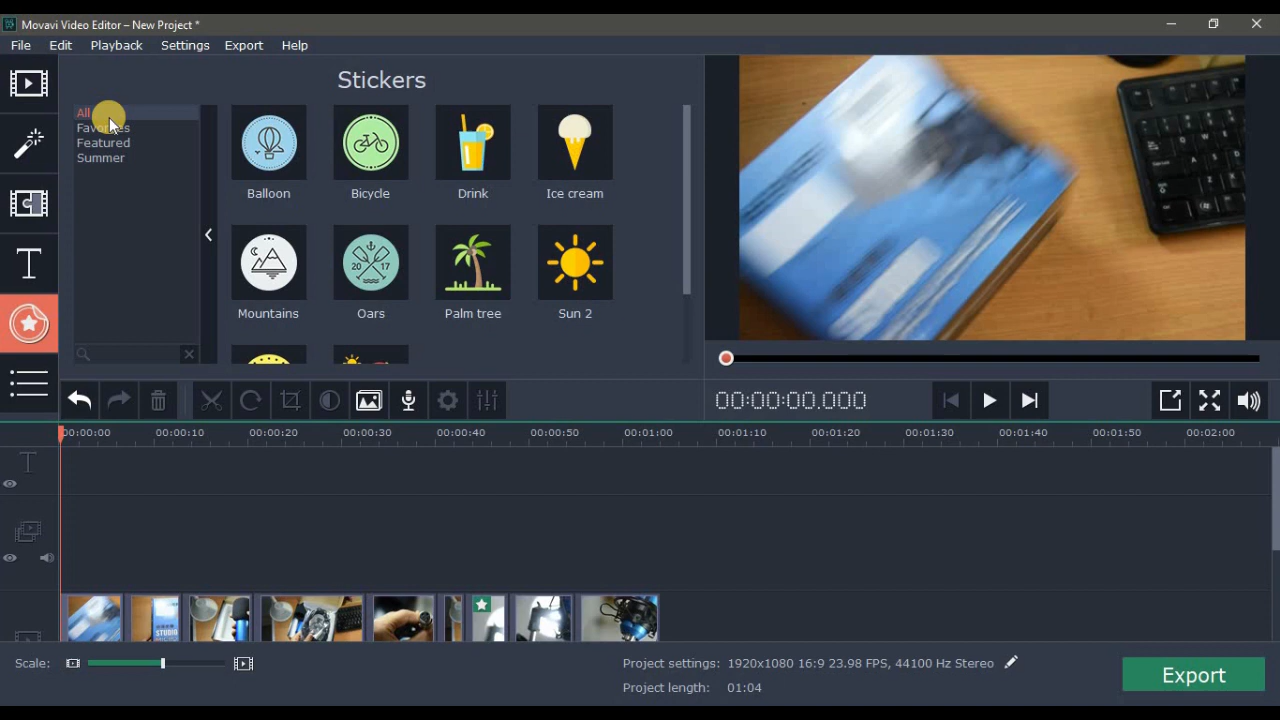 Movavi Video Editor – New Project *
File Edit Playback Settings Export Help
Stickers
All
Favorites
Featured
Summer
Balloon Bicycle Drink Ice cream
20 17
Mountains Oars Palm tree Sun 2
00:00:00.000
00:00:00 00:00:10 00:00:20 00:00:30 00:00:40 00:00:50 00:01:00 00:01:10 00:01:20 00:01:30 00:01:40 00:01:50 00:02:00
STUDIO
Scale:
Project settings: 1920x1080 16:9 23.98 FPS, 44100 Hz Stereo
Project length: 01:04
Export